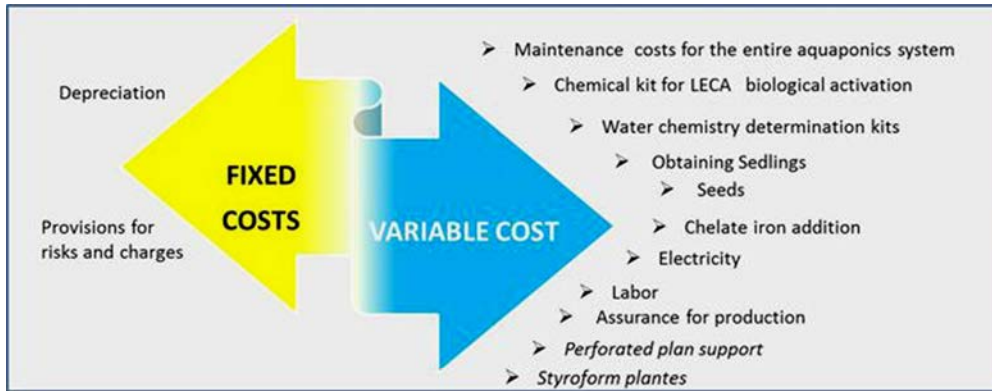 Depreciation
Provisions for
risks and charges
FIXED
COSTS
VARIABLE COST
➢ Maintenance costs for the entire aquaponics system
➢ Chemical kit for LECA biological activation
➢ Water chemistry determination kits
➢ Obtaining Sedlings
➢ Seeds
➢ Chelate iron addition
➢ Electricity
➢ Labor
➢ Assurance for production
➢ Perforated plan support
➢ Styroform plantes